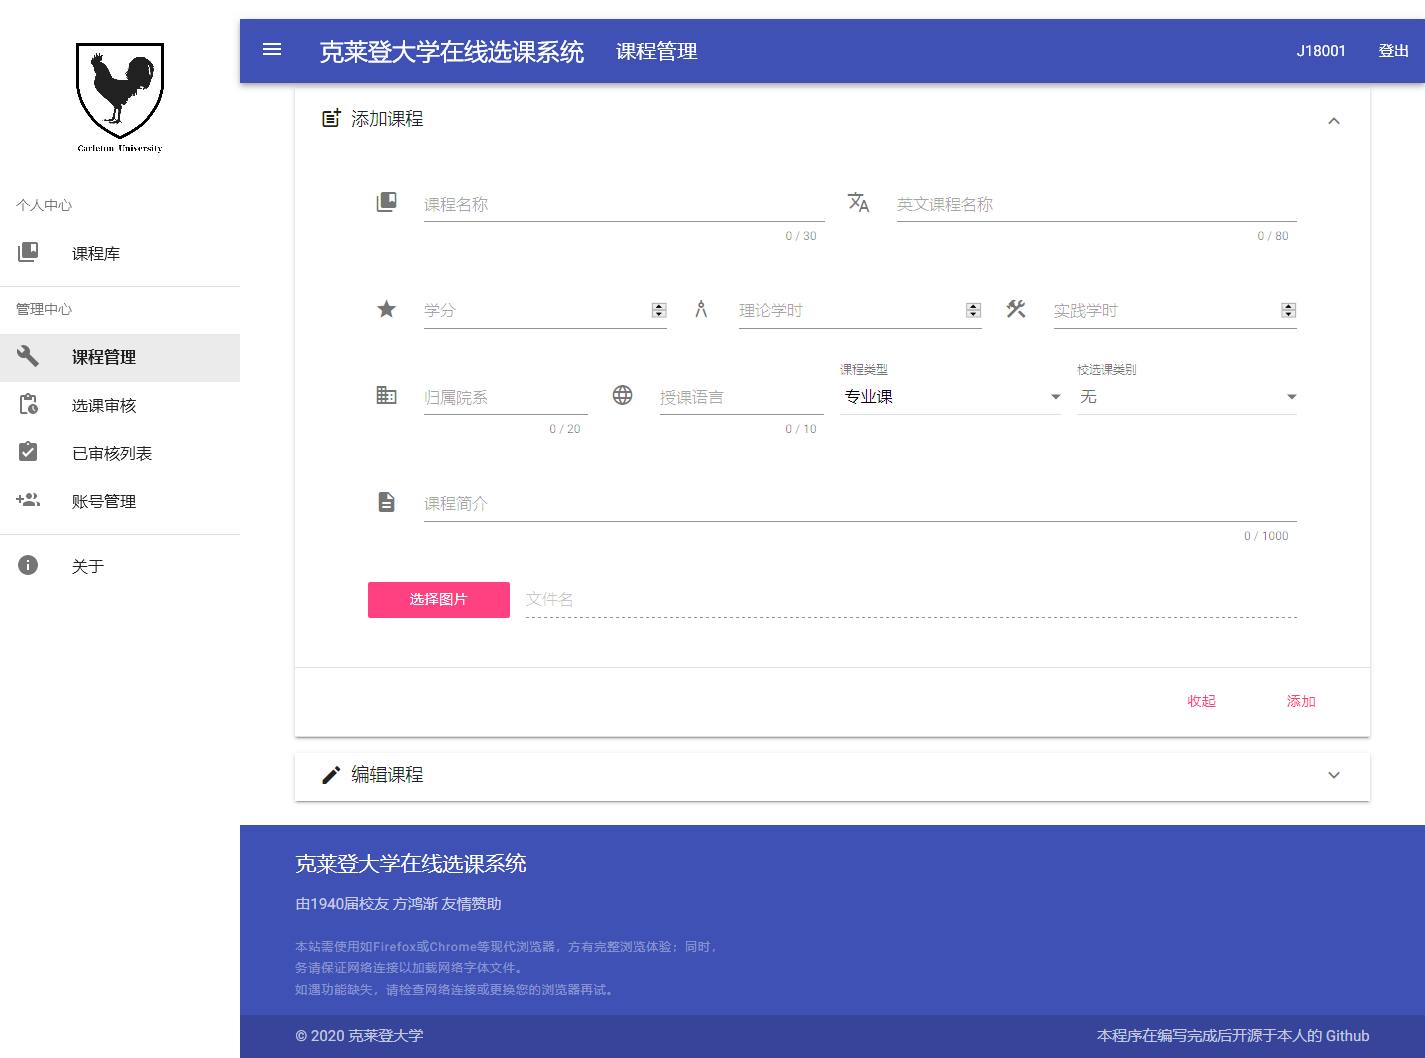 Carleton University
个人中心
课程库
管理中心
课程管理
选课审核
已审核列表
账号管理
关于
克莱登大学在线选课系统 课程管理 J18001 登出
添加课程
课程名称 英文课程名称
0 / 30 0 / 80
学分 理论学时 实践学时
课程类型 校选课类别
归属院系 授课语言 专业课 无
0 / 20 0 / 10
课程简介
0 / 1000
选择图片 文件名
收起 添加
编辑课程
克莱登大学在线选课系统
由1940届校友 方鸿渐 友情赞助
本站需使用如Firefox或Chrome等现代浏览器，方有完整浏览体验；同时，
务请保证网络连接以加载网络字体文件。
如遇功能缺失，请检查网络连接或更换您的浏览器再试。
© 2020 克莱登大学 本程序在编写完成后开源于本人的 Github